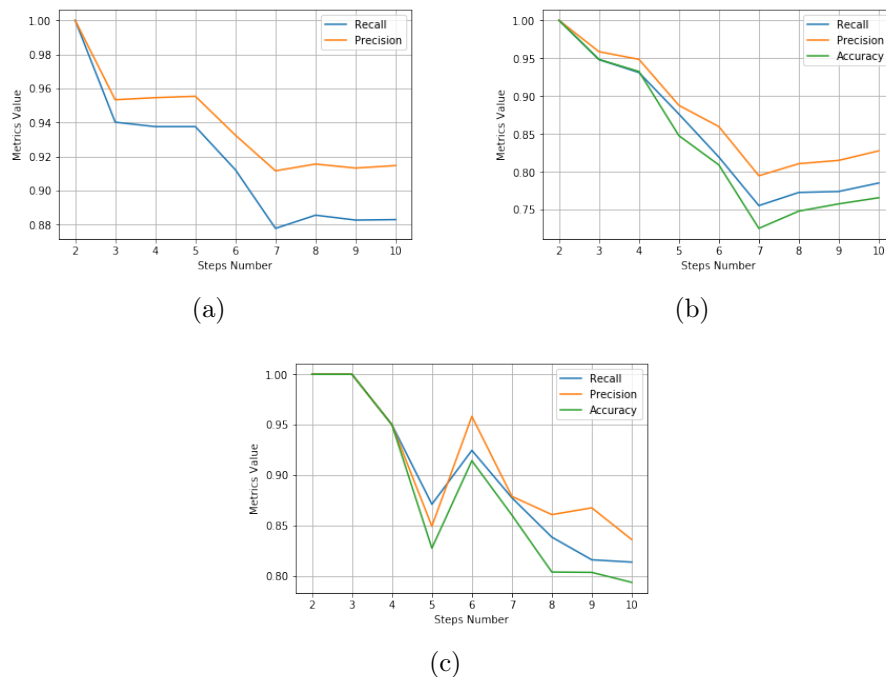 1.00
0.98
0.96
0.94
0.92
0.90
0.88
Metrics Value
Recall
Precision
2 3 4 5 6 7 8 9 10
Steps Number
(a)
1.00
0.95
0.90
0.85
0.80
0.75
Metrics Value
Recall
Precision
Accuracy
2 3 4 5 6 7 8 9 10
Steps Number
(b)
1.00
0.95
0.90
0.85
0.80
Metrics Value
Recall
Precision
Accuracy
2 3 4 5 6 7 8 9 10
Steps Number
(c)